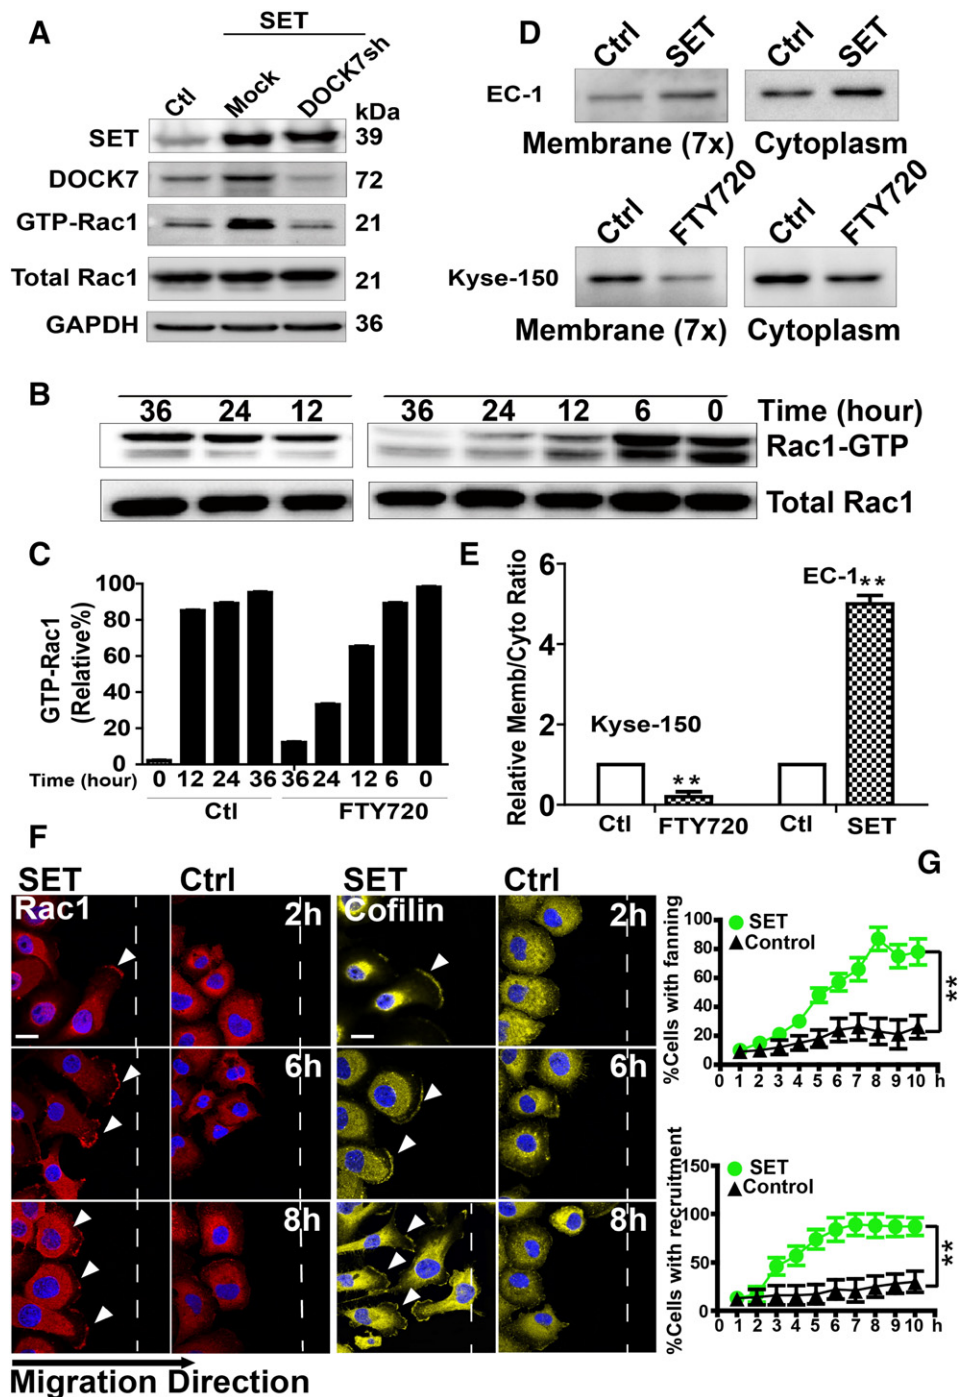 A
SET
Ctl Mock DOCK7sh
kDa
SET 39
DOCK7 72
GTP-Rac1 21
Total Rac1 21
GAPDH 36
D
Ctrl SET Ctrl SET
EC-1
Membrane (7x) Cytoplasm
Ctrl FTY720 Ctrl FTY720
Kyse-150
Membrane (7x) Cytoplasm
B
36 24 12 36 24 12 6 0 Time (hour)
Rac1-GTP
Total Rac1
C
GTP-Rac1
(Relative%)
100
80
60
40
20
0
Time (hour) 0 12 24 36 36 24 12 6 0
Ctl FTY720
E
Relative Memb/Cyto Ratio
6
4
2
0
EC-1
**
Kyse-150
**
Ctl FTY720 Ctl SET
F
SET Ctrl SET Ctrl
Rac1 2h Cofilin 2h
6h 6h
8h 8h
Migration Direction
G
%Cells with fanning
100
80
60
40
20
0
SET
Control
**
0 1 2 3 4 5 6 7 8 9 10 h
%Cells with recruitment
150
100
50
0
SET
Control
**
0 1 2 3 4 5 6 7 8 9 10 h